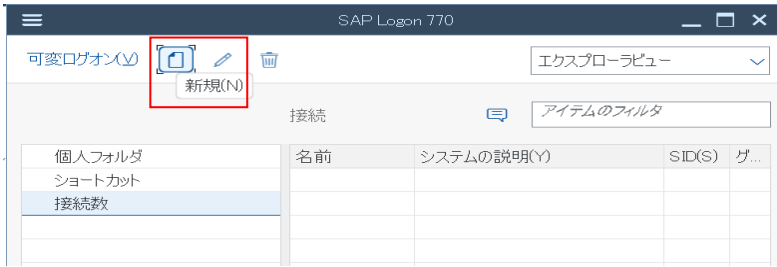 SAP Logon 770
可変ログオン(V)
エクスプローラビュー
新規(N)
接続
アイテムのフィルタ
個人フォルダ
名前 システムの説明(Y) SID(S) グ...
ショートカット
接続数